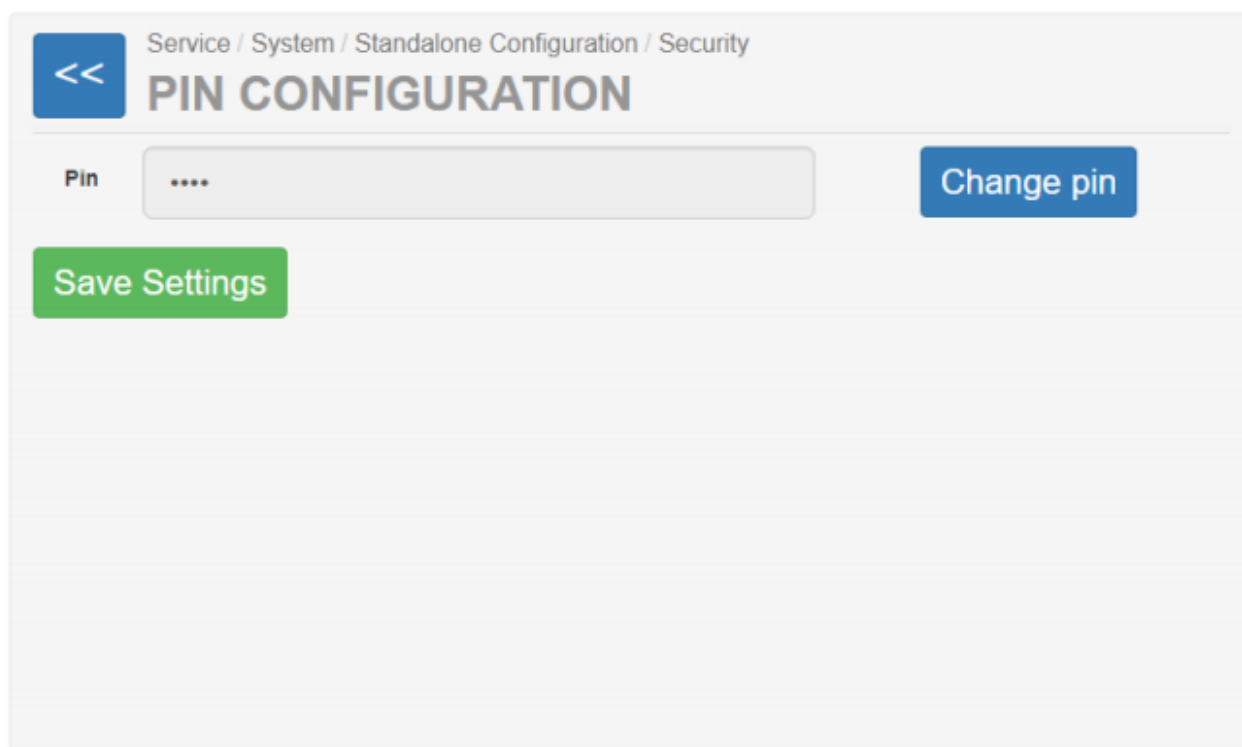 <<
Service / System / Standalone Configuration / Security
PIN CONFIGURATION
Pin
••••
Change pin
Save Settings